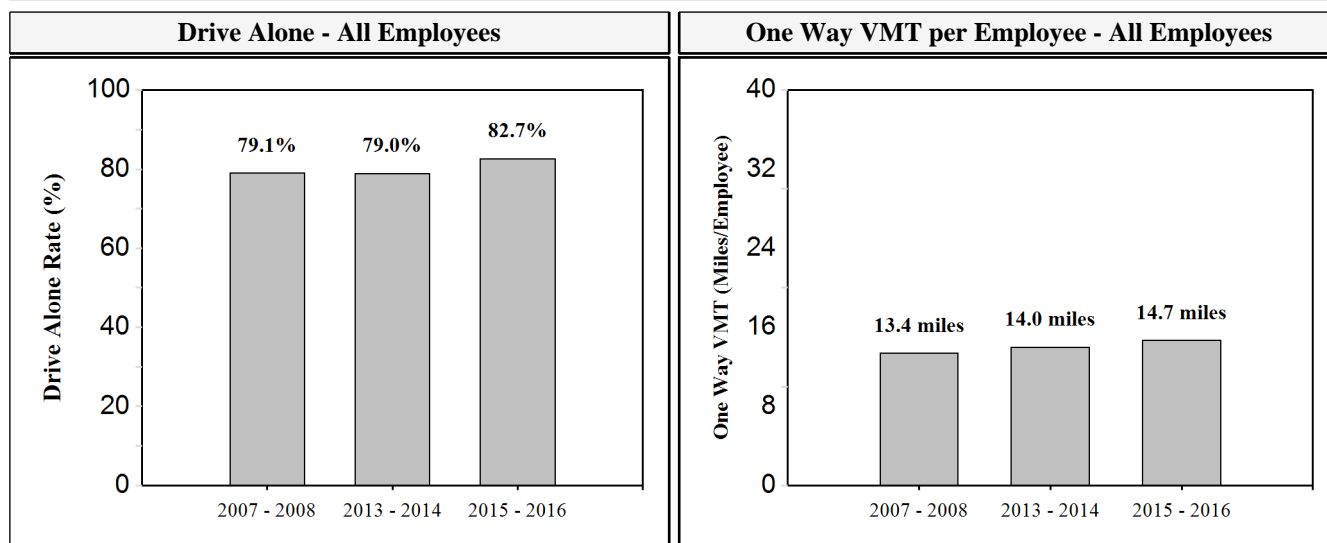 Drive Alone - All Employees
One Way VMT per Employee - All Employees
Drive Alone Rate (%)
100
80
60
40
20
0
79.1%
79.0%
82.7%
2007 - 2008
2013 - 2014
2015 - 2016
One Way VMT (Miles/Employee)
40
32
24
16
8
0
13.4 miles
14.0 miles
14.7 miles
2007 - 2008
2013 - 2014
2015 - 2016